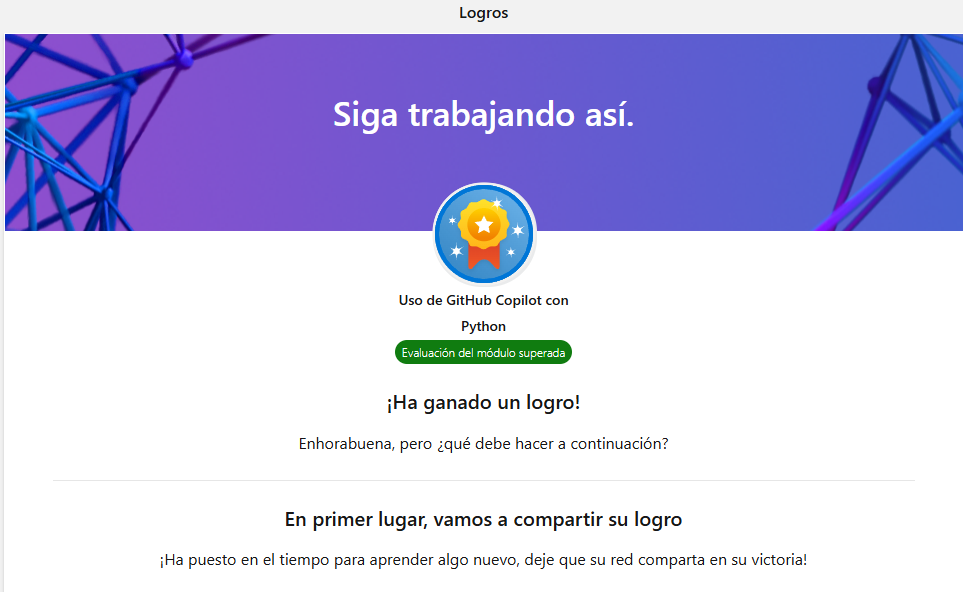 Logros
Siga trabajando así.
Uso de GitHub Copilot con
Python
Evaluación del módulo superada
¡Ha ganado un logro!
Enhorabuena, pero ¿qué debe hacer a continuación?
En primer lugar, vamos a compartir su logro
¡Ha puesto en el tiempo para aprender algo nuevo, deje que su red comparta en su victoria!